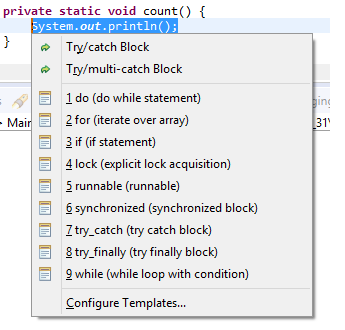 private static void count() {
System.out.println();
}
Try/catch Block
Try/multi-catch Block
1 do (do while statement)
2 for (iterate over array)
> Main
_31\
3 if (if statement)
4 lock (explicit lock acquisition)
5 runnable (runnable)
6 synchronized (synchronized block)
7 try_catch (try catch block)
8 try_finally (try finally block)
9 while (while loop with condition)
Configure Templates...